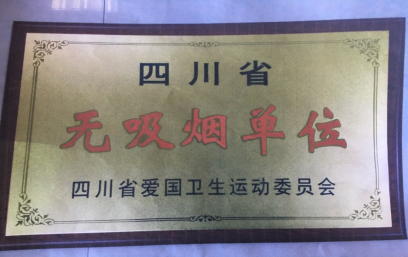 四川省
无吸烟单位
四川省爱国卫生运动委员会